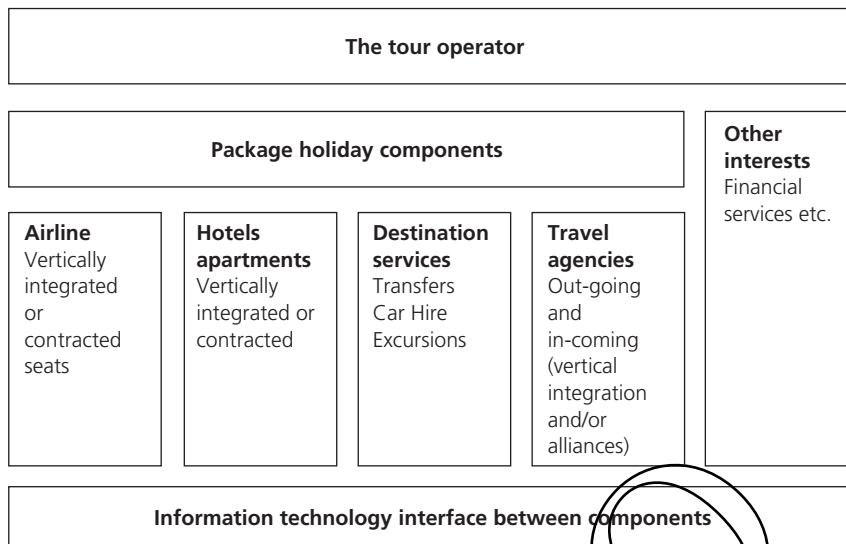 The tour operator
Package holiday components
Other
interests
Financial
services etc.
Airline
Vertically
integrated
or
contracted
seats
Hotels
apartments
Vertically
integrated or
contracted
Destination
services
Transfers
Car Hire
Excursions
Travel
agencies
Out-going
and
in-coming
(vertical
integration
and/or
alliances)
Information technology interface between components